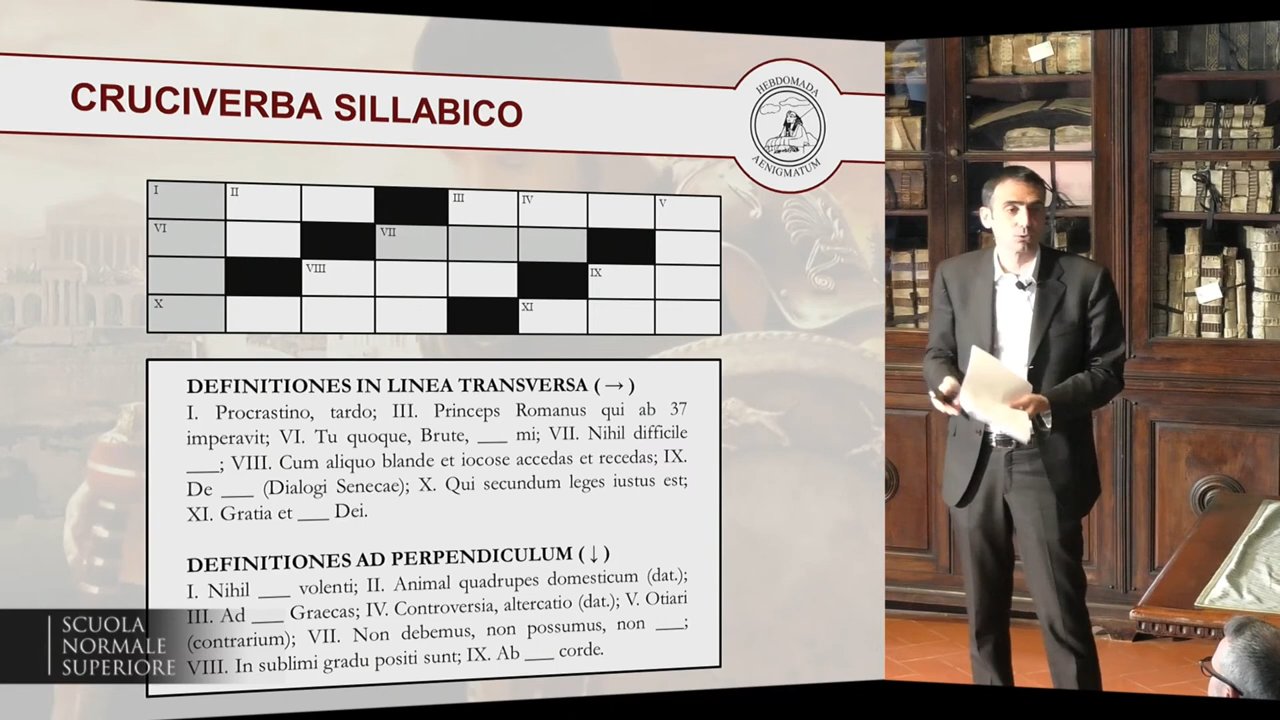 CRUCIVERBA SILLABICO
HEBDOMADA
AENIGMATUM
I II III IV V
VI VII
VIII IX
X XI
DEFINITIONES IN LINEA TRANSVERSA (→)
I. Procrastino, tardo; III. Princeps Romanus qui ab 37
imperavit; VI. Tu quoque, Brute, ___ mi; VII. Nihil difficile
___; VIII. Cum aliquo blande et iocose accedas et recedas; IX.
De ___ (Dialogi Senecae); X. Qui secundum leges iustus est;
XI. Gratia et ___ Dei.
DEFINITIONES AD PERPENDICULUM (↓)
I. Nihil ___ volenti; II. Animal quadrupes domesticum (dat.);
III. Ad ___ Graecas; IV. Controversia, altercatio (dat.); V. Otiari
(contrarium); VII. Non debemus, non possumus, non ___;
VIII. In sublimi gradu positi sunt; IX. Ab ___ corde.
SCUOLA
NORMALE
SUPERIORE